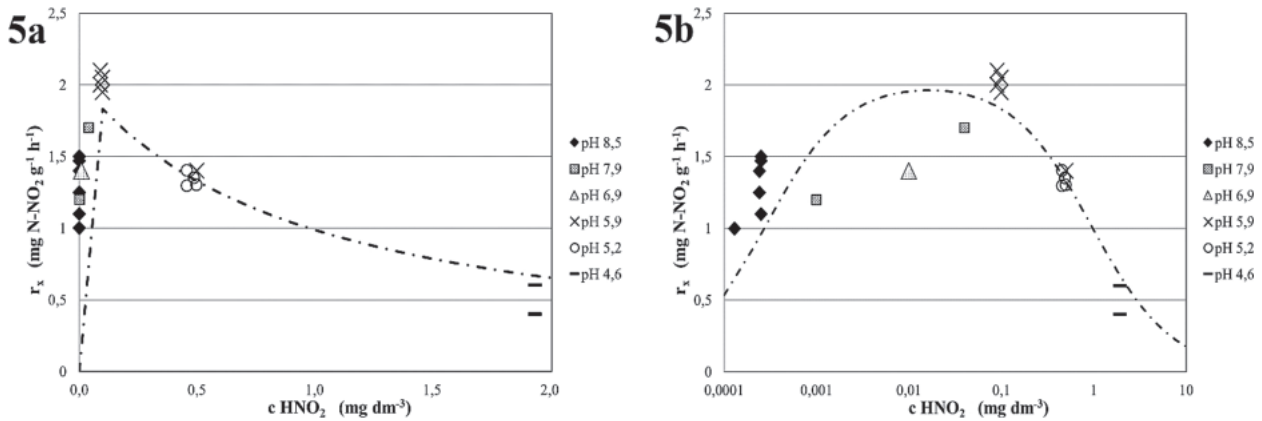 5a
2,5
2
1,5
1
0,5
0
0,0
0,5
1,0
1,5
2,0
rₓ (mg N-NO₂ g⁻¹ h⁻¹)
c HNO₂ (mg dm⁻³)
pH 8,5
pH 7,9
pH 6,9
pH 5,9
pH 5,2
pH 4,6
5b
2,5
2
1,5
1
0,5
0
0,0001
0,001
0,01
0,1
1
10
rₓ (mg N-NO₂ g⁻¹ h⁻¹)
c HNO₂ (mg dm⁻³)
pH 8,5
pH 7,9
pH 6,9
pH 5,9
pH 5,2
pH 4,6